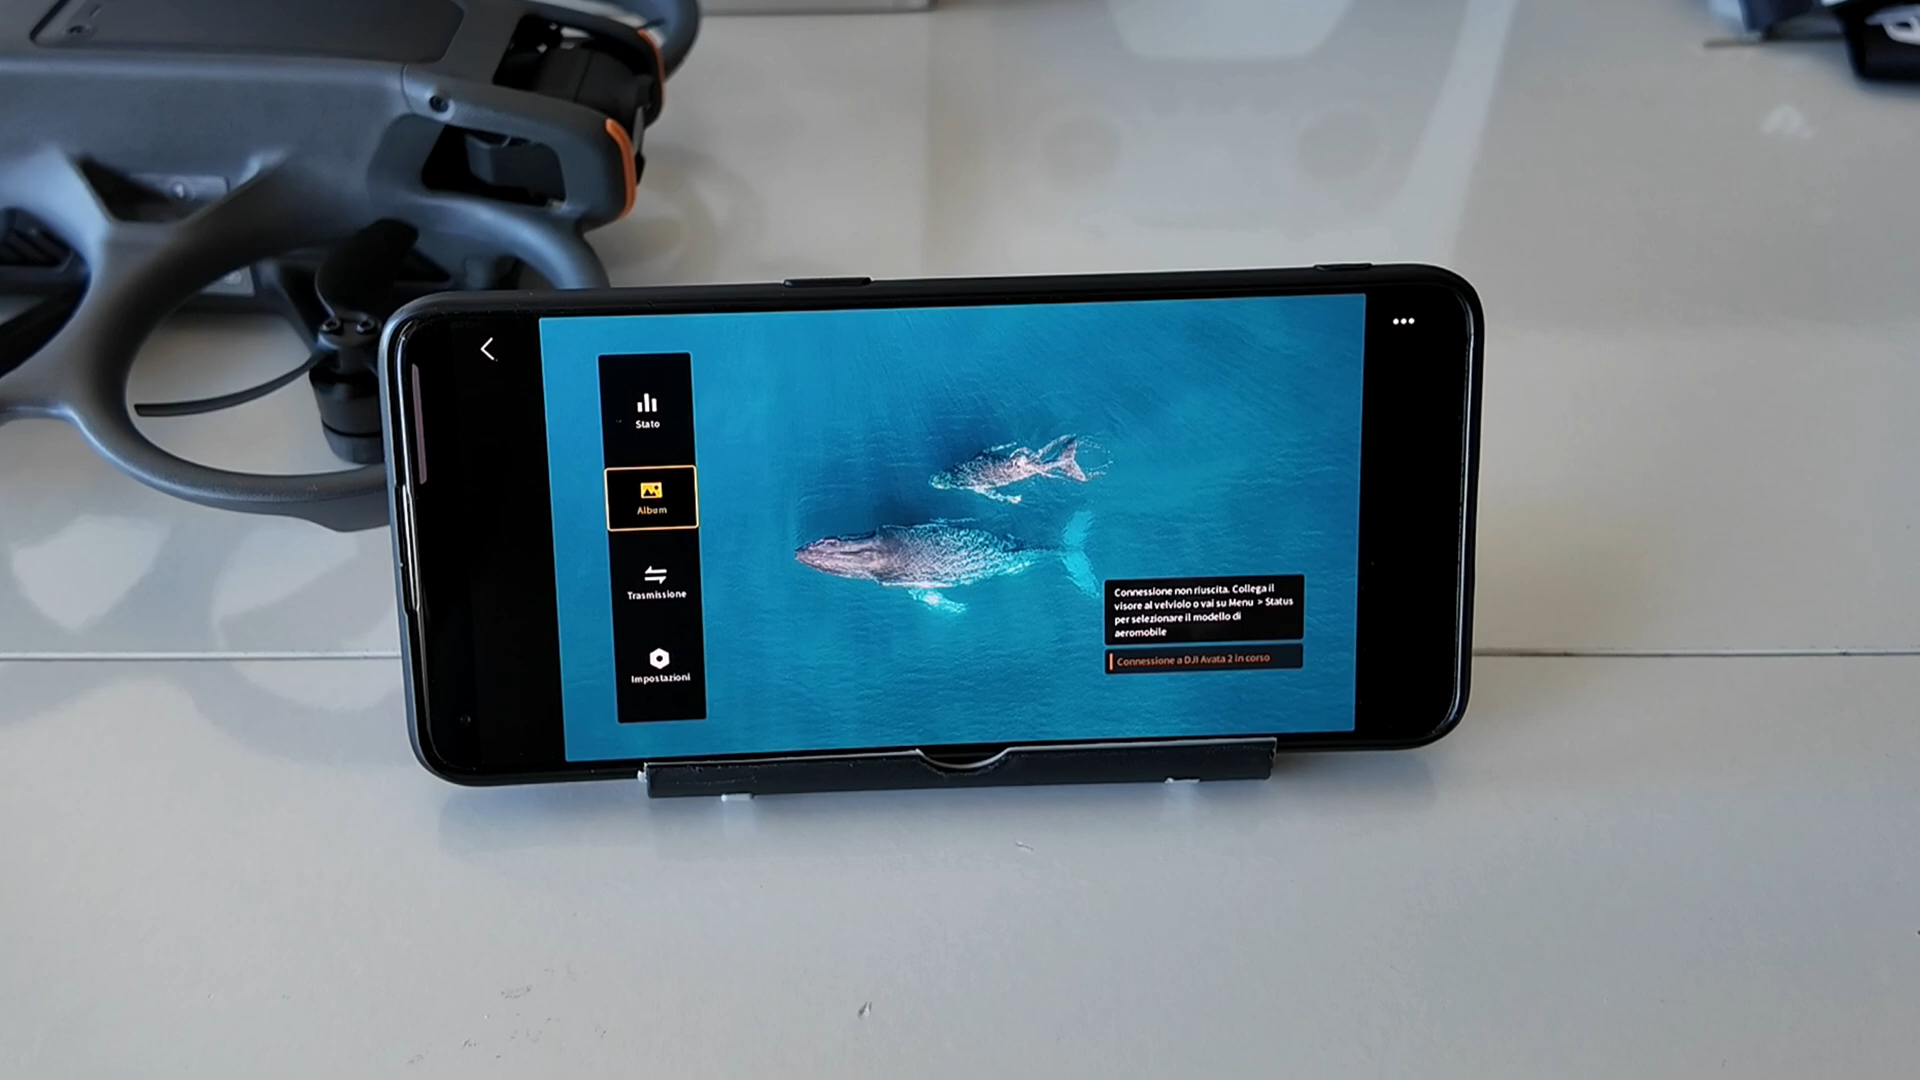 Stato
Album
Trasmissione
Impostazioni
Connessione non riuscita. Collega il
visore al velviolo o vai su Menu > Status
per selezionare il modello di
aeromobile
Connessione a DJI Avata 2 in corso